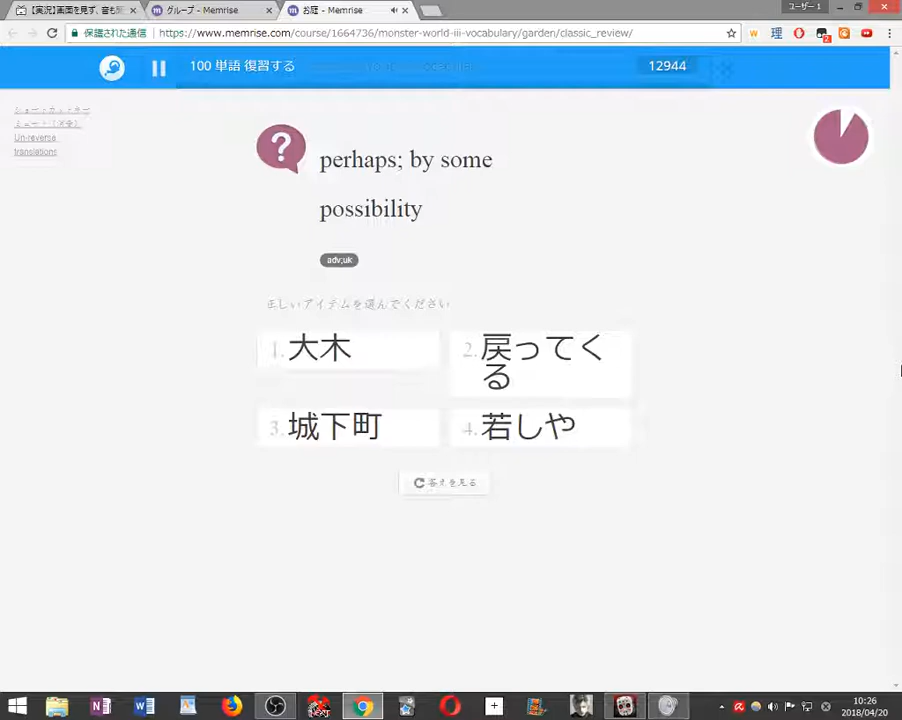 【実況】画面を見ず、音も聞
グループ - Memrise
お庭 - Memrise
ユーザー 1
保護された通信
https://www.memrise.com/course/1664736/monster-world-iii-vocabulary/garden/classic_review/
100 単語 復習する
12944
Un-reverse
translations
perhaps; by some
possibility
adv;uk
正しいアイテムを選んでください
1. 大木
2. 戻ってく
る
3. 城下町
4. 若しや
答えを見る
10:26
2018/04/20